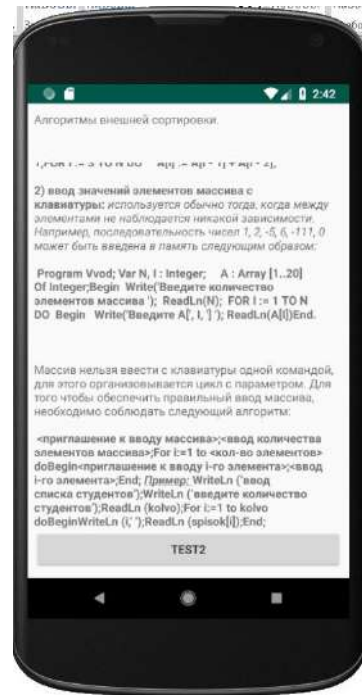 2:42
Алгоритмы внешней сортировки.
2) ввод значений элементов массива с
клавиатуры: используется обычно тогда, когда между
элементами не наблюдается никакой зависимости.
Например, последовательность чисел 1, 2, -5, 6, -111, 0
может быть введена в память следующим образом:
Program Vvod; Var N, I : Integer; A : Array [1..20]
Of Integer;Begin Write('Введите количество
элементов массива '); ReadLn(N); FOR I := 1 TO N
DO Begin Write('Введите A[', I, '] '); ReadLn(A[I])End.
Массив нельзя ввести с клавиатуры одной командой,
для этого организовывается цикл с параметром. Для
того чтобы обеспечить правильный ввод массива,
необходимо соблюдать следующий алгоритм:
<приглашение к вводу массива>;<ввод количества
элементов массива>;For i:=1 to <кол-во элементов>
doBegin<приглашение к вводу i-го элемента>;<ввод
i-го элемента>;End; Пример: WriteLn ('ввод
списка студентов');WriteLn ('введите количество
студентов');ReadLn (kolvo);For i:=1 to kolvo
doBeginWriteLn (i,' ');ReadLn (spisok[i]);End;
TEST2